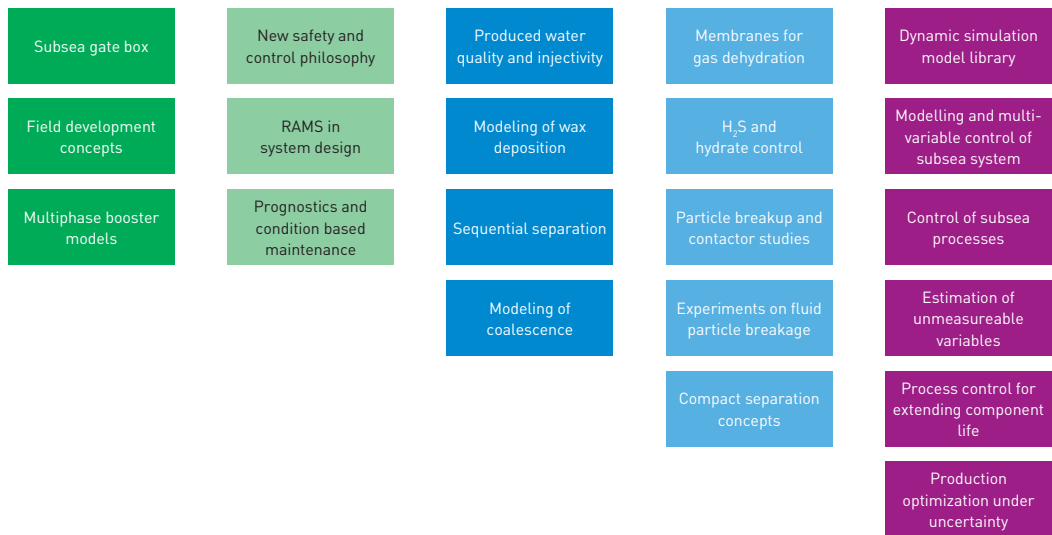 Subsea gate box
Field development
concepts
Multiphase booster
models
New safety and
control philosophy
RAMS in
system design
Prognostics and
condition based
maintenance
Produced water
quality and injectivity
Modeling of wax
deposition
Sequential separation
Modeling of
coalescence
Membranes for
gas dehydration
H₂S and
hydrate control
Particle breakup and
contactor studies
Experiments on fluid
particle breakage
Compact separation
concepts
Dynamic simulation
model library
Modelling and multi-
variable control of
subsea system
Control of subsea
processes
Estimation of
unmeasureable
variables
Process control for
extending component
life
Production
optimization under
uncertainty